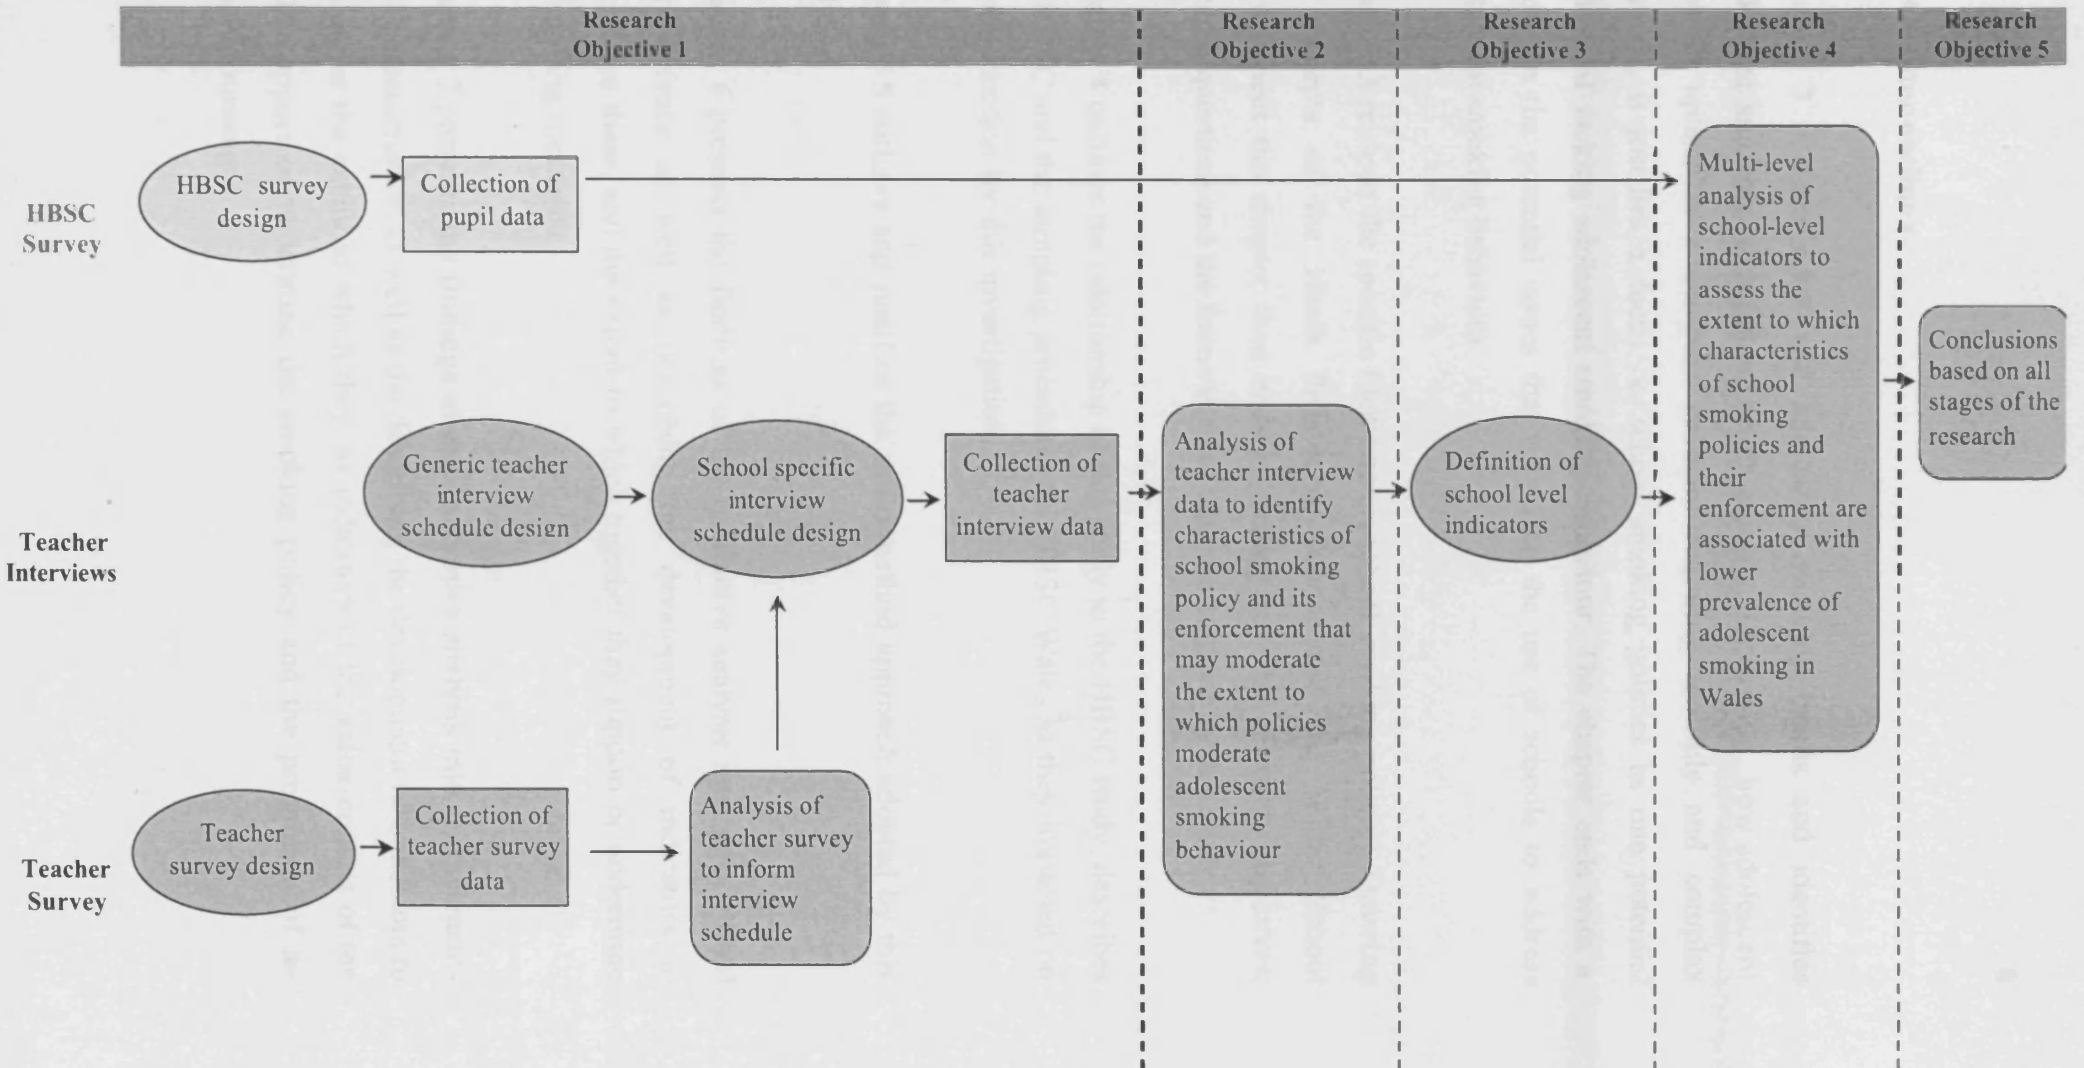 Research
Objective 1
Research
Objective 2
Research
Objective 3
Research
Objective 4
Research
Objective 5
HBSC
Survey
HBSC survey
design
Collection of
pupil data
Multi-level
analysis of
school-level
indicators to
assess the
extent to which
characteristics
of school
smoking
policies and
their
enforcement are
associated with
lower
prevalence of
adolescent
smoking in
Wales
Conclusions
based on all
stages of the
research
Teacher
Interviews
Generic teacher
interview
schedule design
School specific
interview
schedule design
Collection of
teacher
interview data
Analysis of
teacher interview
data to identify
characteristics of
school smoking
policy and its
enforcement that
may moderate
the extent to
which policies
moderate
adolescent
smoking
behaviour
Definition of
school level
indicators
Teacher
Survey
Teacher
survey design
Collection of
teacher survey
data
Analysis of
teacher survey
to inform
interview
schedule